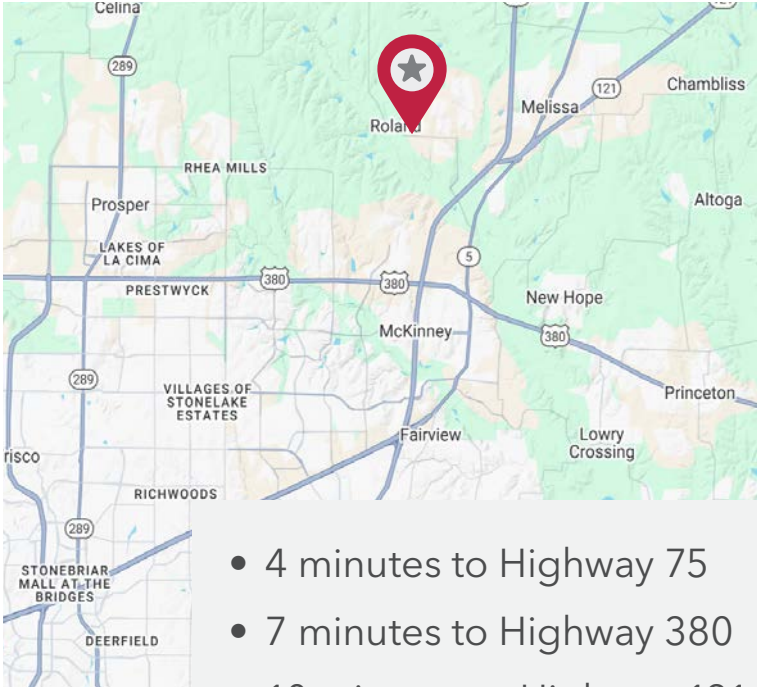 Celina
121
289
121
Chambliss
Melissa
Roland
RHEA MILLS
Altoga
Prosper
LAKES OF
LA CIMA
5
380
380
PRESTWYCK
New Hope
McKinney
380
289
VILLAGES OF
STONELAKE
ESTATES
Princeton
Fairview
Lowry
Crossing
risco
RICHWOODS
289
STONEBRIAR
MALL AT THE
BRIDGES
DEERFIELD
• 4 minutes to Highway 75
• 7 minutes to Highway 380